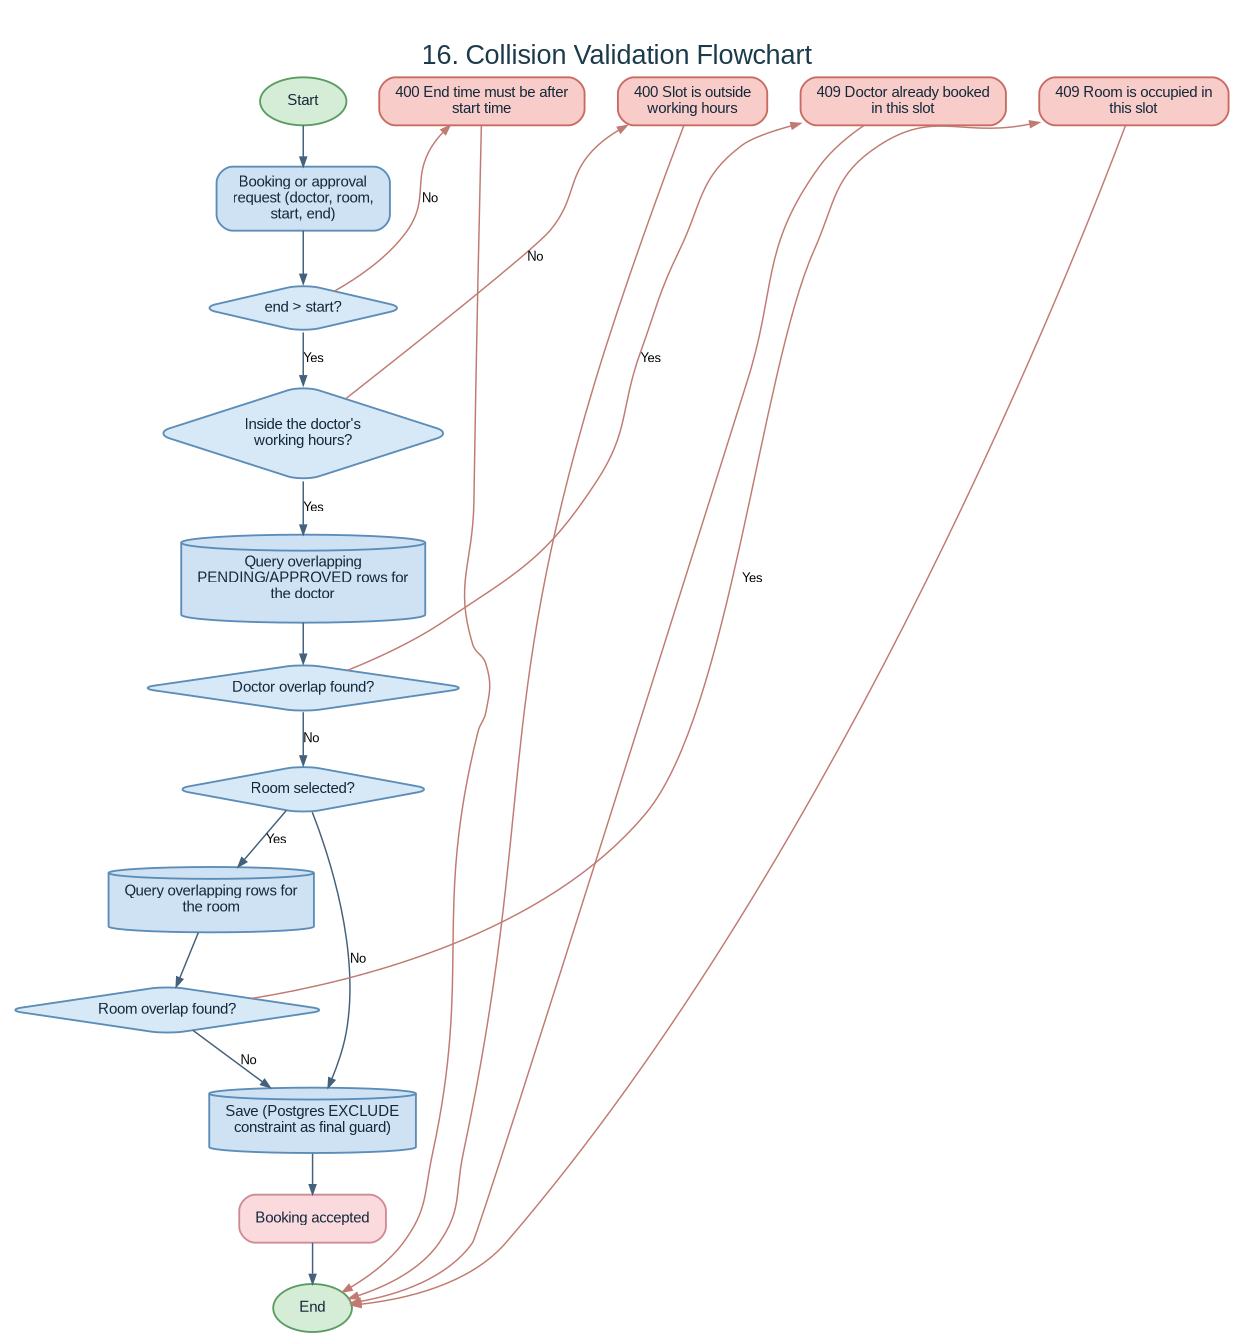 16. Collision Validation Flowchart
Start
400 End time must be after
start time
400 Slot is outside
working hours
409 Doctor already booked
in this slot
409 Room is occupied in
this slot
Booking or approval
request (doctor, room,
start, end)
No
No
end > start?
Yes
Yes
Inside the doctor's
working hours?
Yes
Query overlapping
PENDING/APPROVED rows for
the doctor
Yes
Doctor overlap found?
No
Room selected?
Yes
Query overlapping rows for
the room
No
Room overlap found?
No
Save (Postgres EXCLUDE
constraint as final guard)
Booking accepted
End